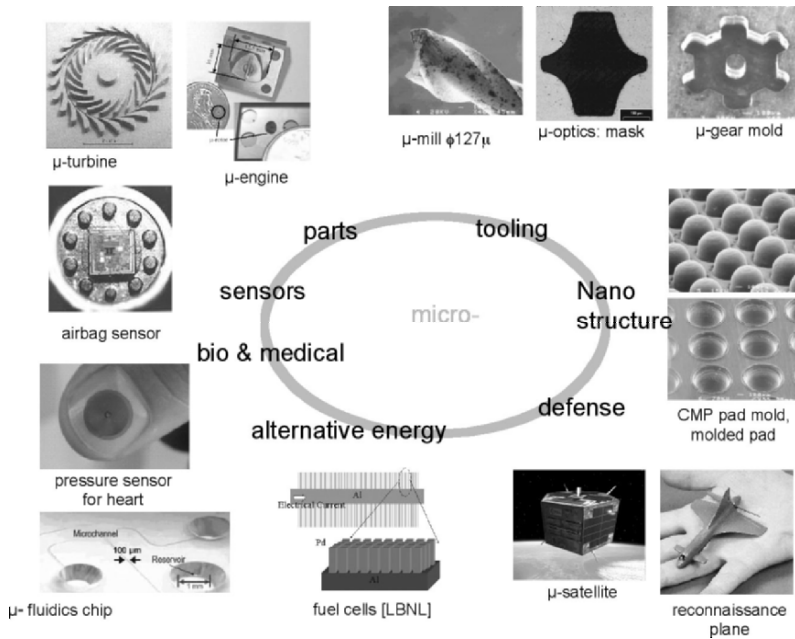 μ-turbine
μ-engine
μ-mill ϕ127μ
μ-optics: mask
μ-gear mold
parts
tooling
sensors
micro-
Nano
structure
bio & medical
defense
alternative energy
airbag sensor
CMP pad mold,
molded pad
pressure sensor
for heart
Al
Electrical Current
Pd
Al
Microchannel
100 μm
Reservoir
1 mm
μ- fluidics chip
fuel cells [LBNL]
μ-satellite
reconnaissance
plane